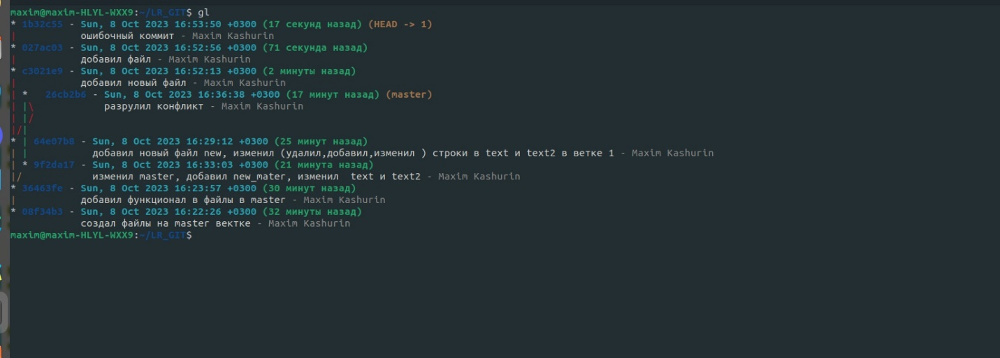 maxim@maxim-HLYL-WXX9:~/LR_GIT$ gl
* 1b32c55 - Sun, 8 Oct 2023 16:53:50 +0300 (17 секунд назад) (HEAD -> 1)
|           ошибочный коммит - Maxim Kashurin
* 027ac03 - Sun, 8 Oct 2023 16:52:56 +0300 (71 секунда назад)
|           добавил файл - Maxim Kashurin
* c3021e9 - Sun, 8 Oct 2023 16:52:13 +0300 (2 минуты назад)
|           добавил новый файл - Maxim Kashurin
| *   26cb2b6 - Sun, 8 Oct 2023 16:36:38 +0300 (17 минут назад) (master)
| |\            разрулил конфликт - Maxim Kashurin
| |/
|/|
* | 64e07b8 - Sun, 8 Oct 2023 16:29:12 +0300 (25 минут назад)
| |           добавил новый файл new, изменил (удалил,добавил,изменил ) строки в text и text2 в ветке 1 - Maxim Kashurin
| * 9f2da17 - Sun, 8 Oct 2023 16:33:03 +0300 (21 минута назад)
|/            изменил master, добавил new_mater, изменил  text и text2 - Maxim Kashurin
* 36463fe - Sun, 8 Oct 2023 16:23:57 +0300 (30 минут назад)
|           добавил функционал в файлы в master - Maxim Kashurin
* 08f34b3 - Sun, 8 Oct 2023 16:22:26 +0300 (32 минуты назад)
            создал файлы на master вектке - Maxim Kashurin
maxim@maxim-HLYL-WXX9:~/LR_GIT$